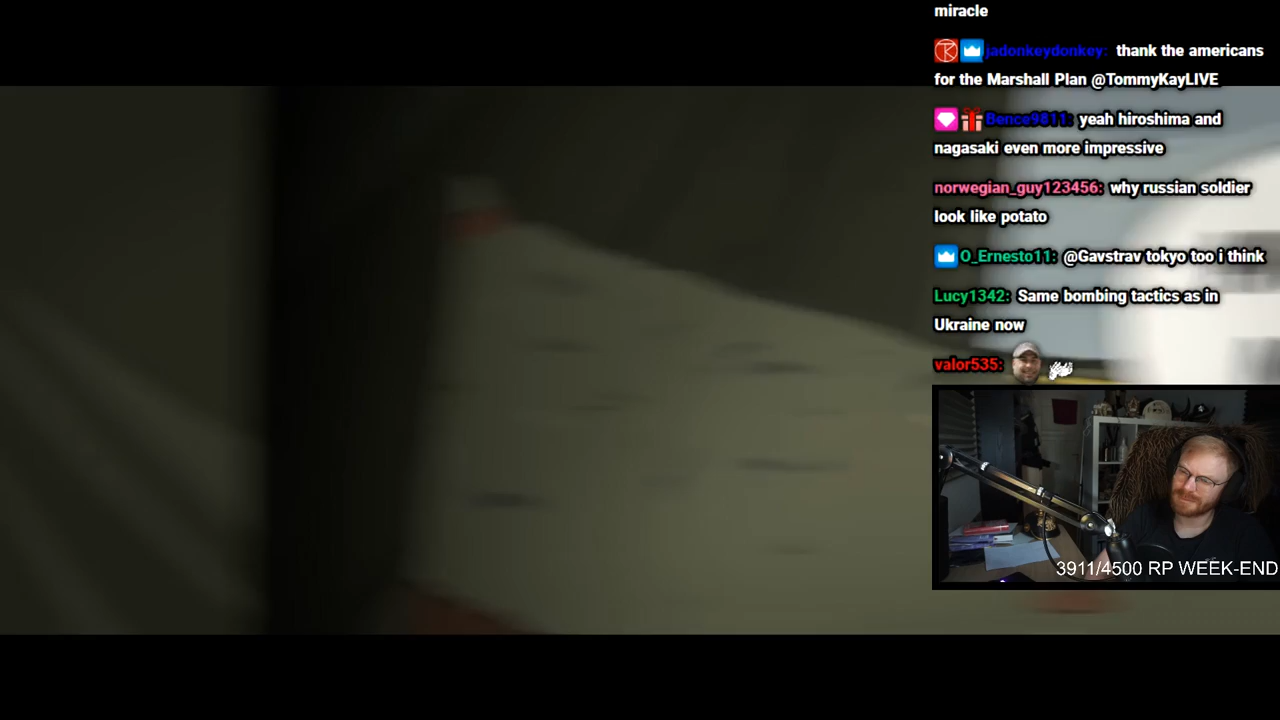 miracle
jadonkeydonkey: thank the americans
for the Marshall Plan @TommyKayLIVE
Bence9811: yeah hiroshima and
nagasaki even more impressive
norwegian_guy123456: why russian soldier
look like potato
O_Ernesto11: @Gavstrav tokyo too i think
Lucy1342: Same bombing tactics as in
Ukraine now
valor535:
3911/4500 RP WEEK-END